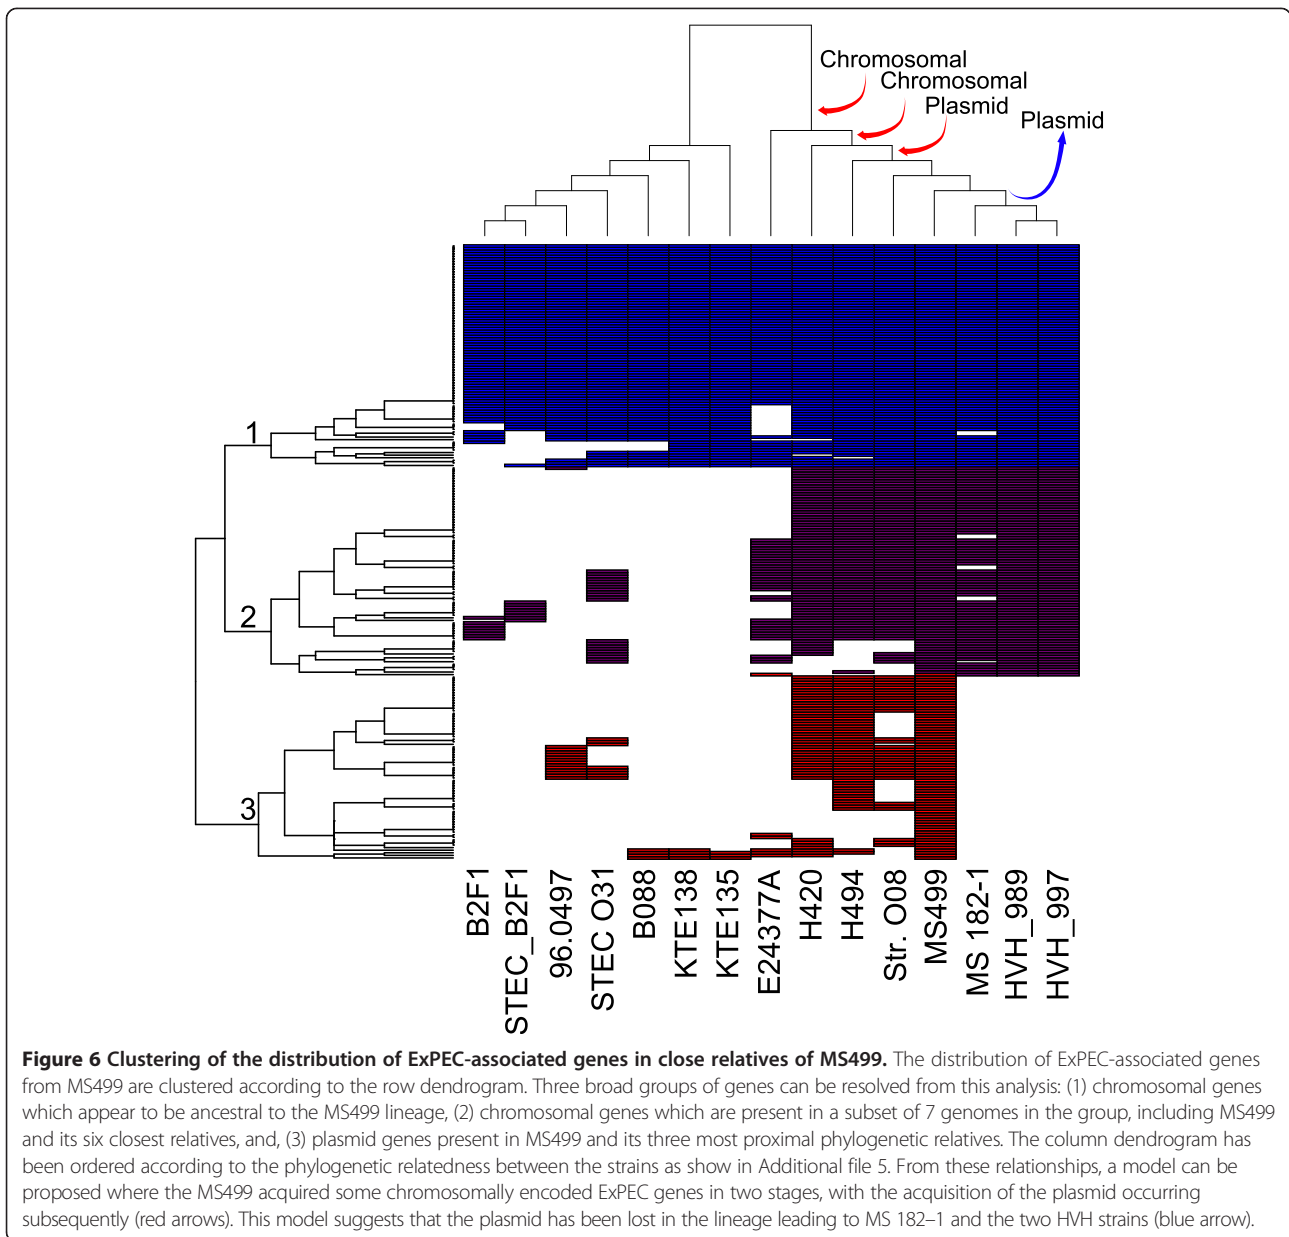 Chromosomal
Chromosomal
Plasmid
Plasmid
1
2
3
B2F1
STEC_B2F1
96.0497
STEC O31
B088
KTE138
KTE135
E24377A
H420
H494
Str. O08
MS499
MS 182-1
HVH_989
HVH_997
Figure 6 Clustering of the distribution of ExPEC-associated genes in close relatives of MS499. The distribution of ExPEC-associated genes
from MS499 are clustered according to the row dendrogram. Three broad groups of genes can be resolved from this analysis: (1) chromosomal genes
which appear to be ancestral to the MS499 lineage, (2) chromosomal genes which are present in a subset of 7 genomes in the group, including MS499
and its six closest relatives, and, (3) plasmid genes present in MS499 and its three most proximal phylogenetic relatives. The column dendrogram has
been ordered according to the phylogenetic relatedness between the strains as show in Additional file 5. From these relationships, a model can be
proposed where the MS499 acquired some chromosomally encoded ExPEC genes in two stages, with the acquisition of the plasmid occurring
subsequently (red arrows). This model suggests that the plasmid has been lost in the lineage leading to MS 182–1 and the two HVH strains (blue arrow).